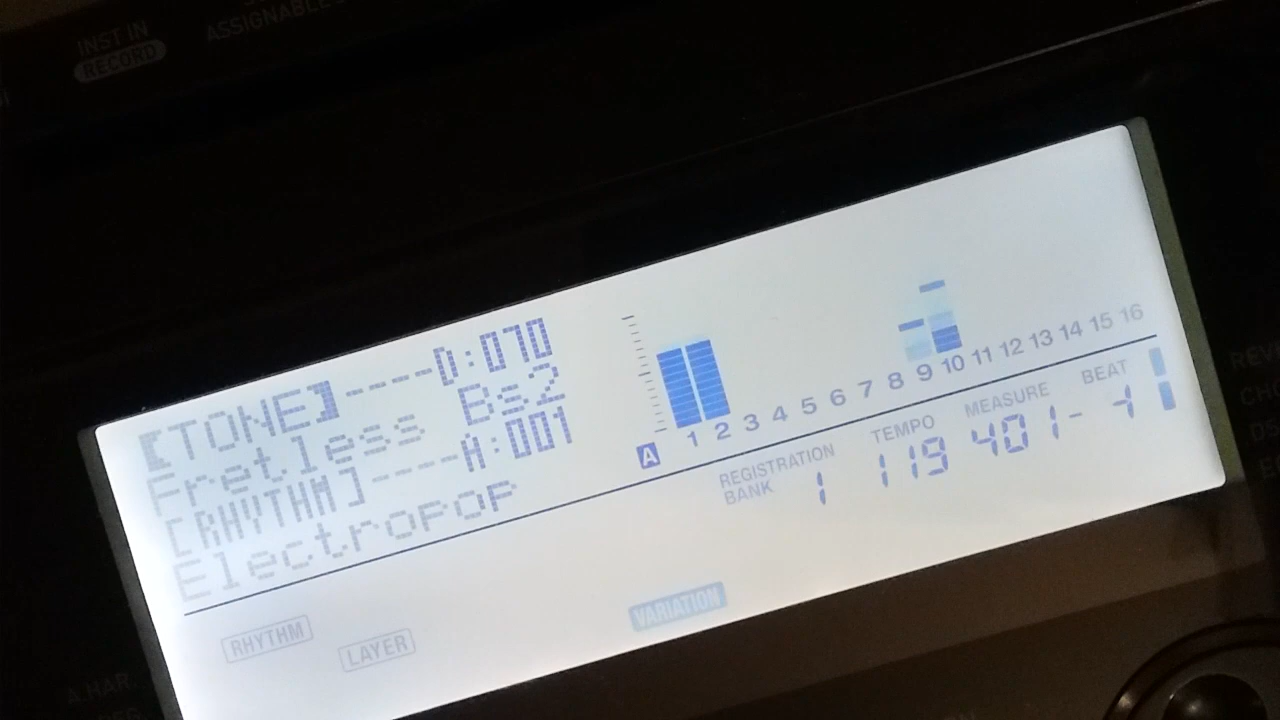 INST IN
RECORD
ASSIGNABLE
【TONE】----D:070
Fretless Bs2
[RHYTHM]----A:001
Electropop
A 1 2 3 4 5 6 7 8 9 10 11 12 13 14 15 16
REGISTRATION BANK 1
TEMPO 119
MEASURE 401-
BEAT 4
RHYTHM
LAYER
VARIATION
A.HAR.